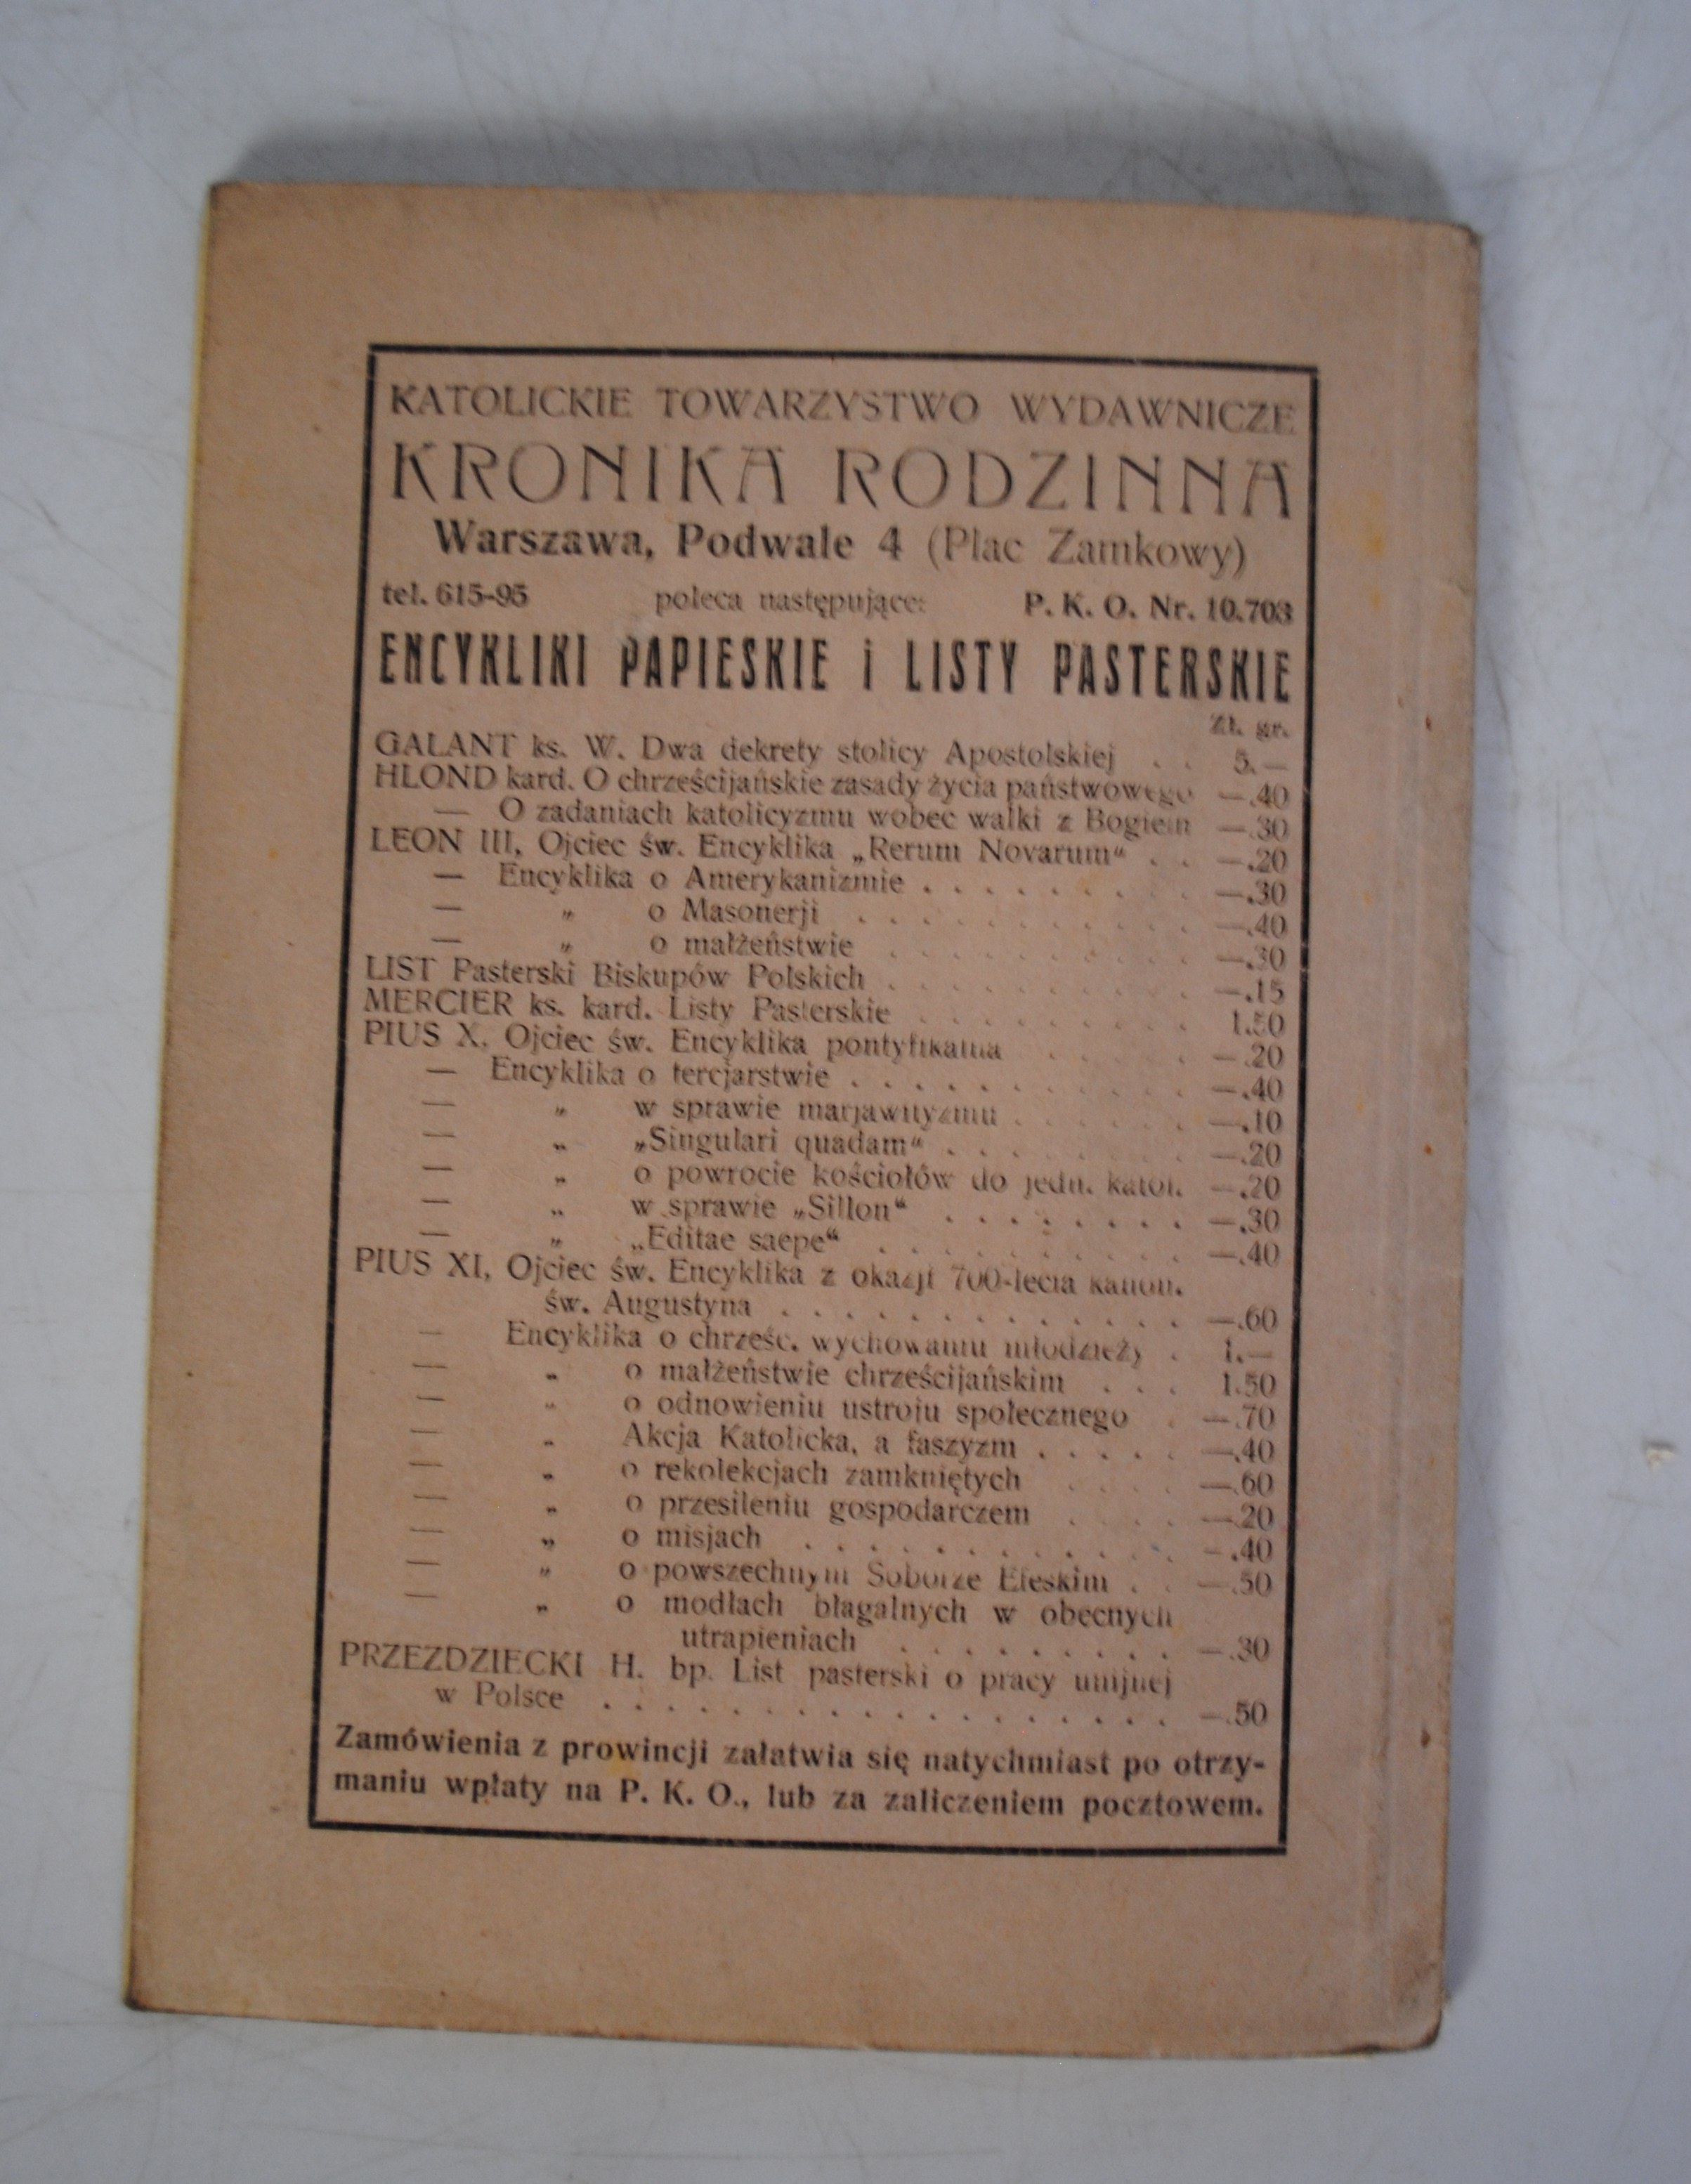 KATOLICKIE TOWARZYSTWO WYDAWNICZE
KRONIKA RODZINNA
Warszawa, Podwale 4 (Plac Zamkowy)
tel. 615-95 poleca następujące: P. K. O. Nr. 10.703
ENCYKLIKI PAPIESKIE i LISTY PASTERSKIE
Zł. gr.
GALANT ks. W. Dwa dekrety stolicy Apostolskiej . . 5.—
HLOND kard. O chrześcijańskie zasady życia państwowego —.40
— O zadaniach katolicyzmu wobec walki z Bogiem —.30
LEON III, Ojciec św. Encyklika „Rerum Novarum“ . . —.20
— Encyklika o Amerykanizmie . . . . . . . . . —.30
— „ o Masonerji . . . . . . . . . . . —.40
— „ o małżeństwie . . . . . . . . . . —.30
LIST Pasterski Biskupów Polskich . . . . . . . . . . —.15
MERCIER ks. kard. Listy Pasterskie . . . . . . . . . 1.50
PIUS X, Ojciec św. Encyklika pontyfikalna . . . . . —.20
— Encyklika o tercjarstwie . . . . . . . . . . . —.40
— „ w sprawie marjawityzmu . . . . . . —.10
— „ „Singulari quadam“ . . . . . . . . —.20
— „ o powrocie kościołów do jedn. katol. —.20
— „ w sprawie „Sillon“ . . . . . . . . —.30
— „ „Editae saepe“ . . . . . . . . . . —.40
PIUS XI, Ojciec św. Encyklika z okazji 700-lecia kanon.
św. Augustyna . . . . . . . . . . . . . —.60
— Encyklika o chrześc. wychowaniu młodzieży . 1.—
— „ o małżeństwie chrześcijańskim . . . 1.50
— „ o odnowieniu ustroju społecznego . —.70
— „ Akcja Katolicka, a faszyzm . . . . . —.40
— „ o rekolekcjach zamkniętych . . . . —.60
— „ o przesileniu gospodarczem . . . . —.20
— „ o misjach . . . . . . . . . . . . —.40
— „ o powszechnym Soborze Efeskim . . —.50
— „ o modłach błagalnych w obecnych
utrapieniach . . . . . . . . . —.30
PRZEZDZIECKI H. bp. List pasterski o pracy unijnej
w Polsce . . . . . . . . . . . . . . . . . . —.50
Zamówienia z prowincji załatwia się natychmiast po otrzy-
maniu wpłaty na P. K. O., lub za zaliczeniem pocztowem.